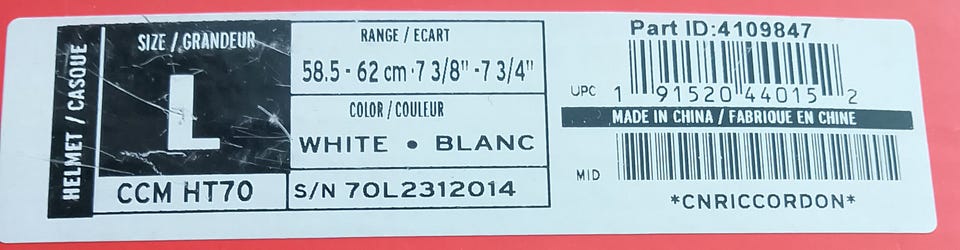 HELMET / CASQUE
SIZE / GRANDEUR
L
CCM HT70
RANGE / ECART
58.5 - 62 cm · 7 3/8" - 7 3/4"
COLOR / COULEUR
WHITE • BLANC
S/N 70L2312014
Part ID:4109847
UPC 1 91520 44015 2
MADE IN CHINA / FABRIQUE EN CHINE
MID
*CNRICCORDON*